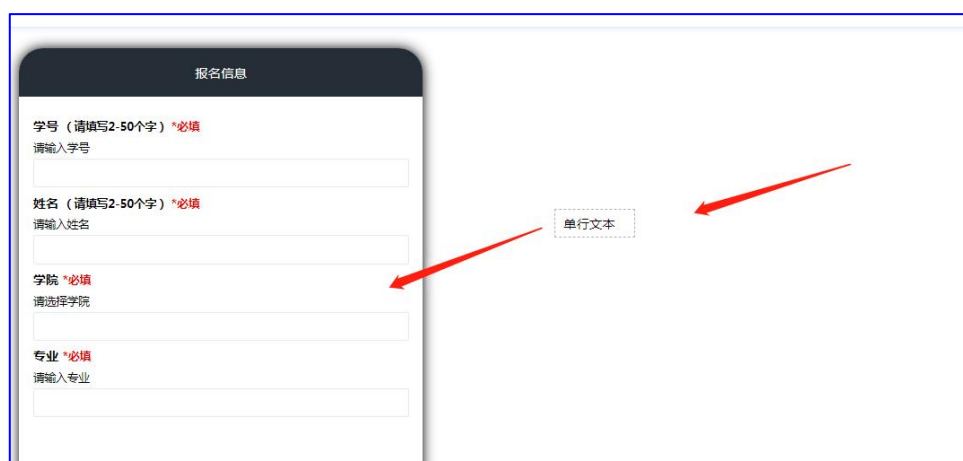 报名信息
学号（请填写2-50个字）*必填
请输入学号
姓名（请填写2-50个字）*必填
请输入姓名
单行文本
学院 *必填
请选择学院
专业 *必填
请输入专业